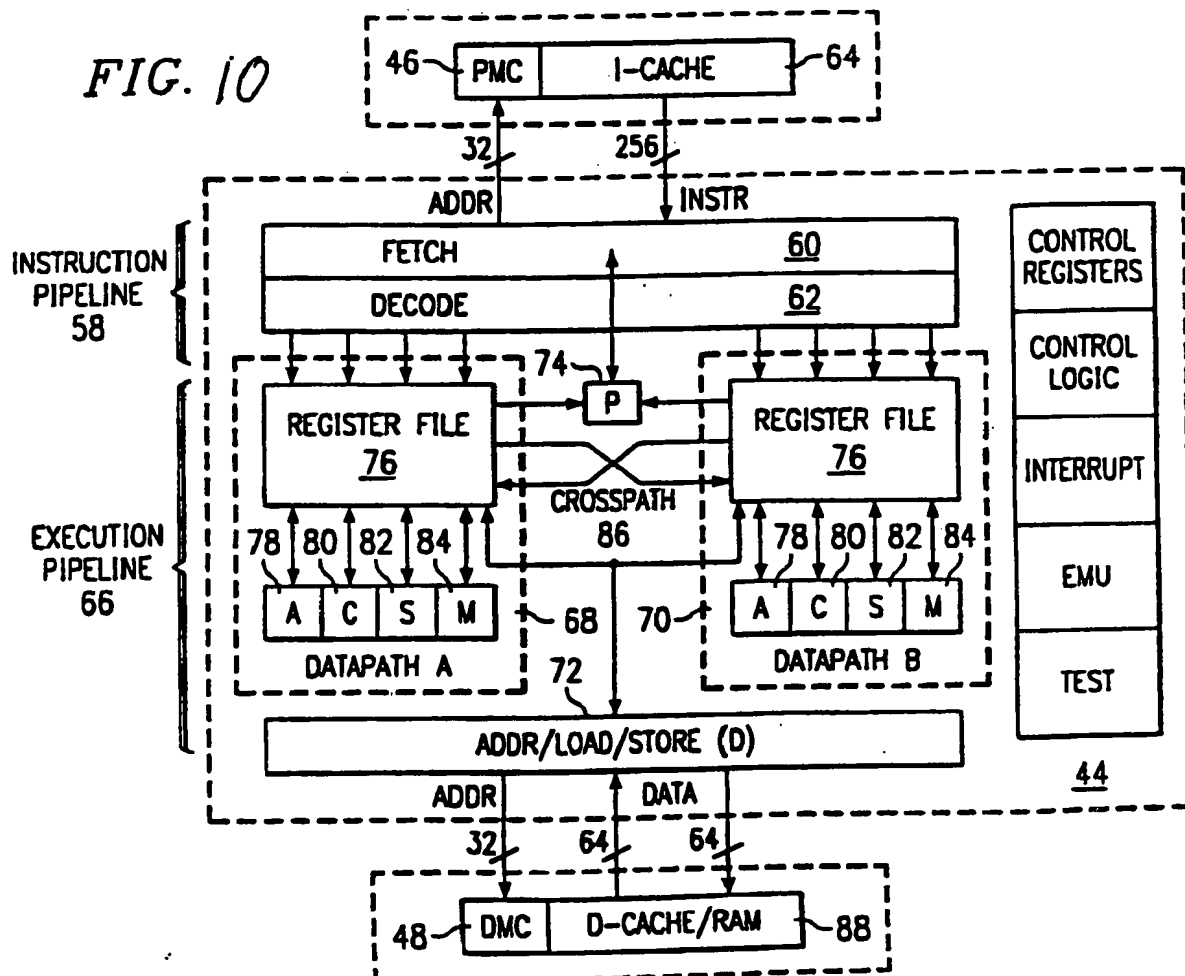 FIG. 10
46 PMC I-CACHE 64
32 256
ADDR INSTR
INSTRUCTION
PIPELINE
58
FETCH 60
DECODE 62
CONTROL
REGISTERS
CONTROL
LOGIC
INTERRUPT
EMU
TEST
74 P
REGISTER FILE
76
REGISTER FILE
76
CROSSPATH
86
EXECUTION
PIPELINE
66
78 80 82 84
78 80 82 84
A C S M
68
70
A C S M
DATAPATH A
DATAPATH B
72
ADDR/LOAD/STORE (D)
ADDR DATA
44
32 64 64
48 DMC D-CACHE/RAM 88